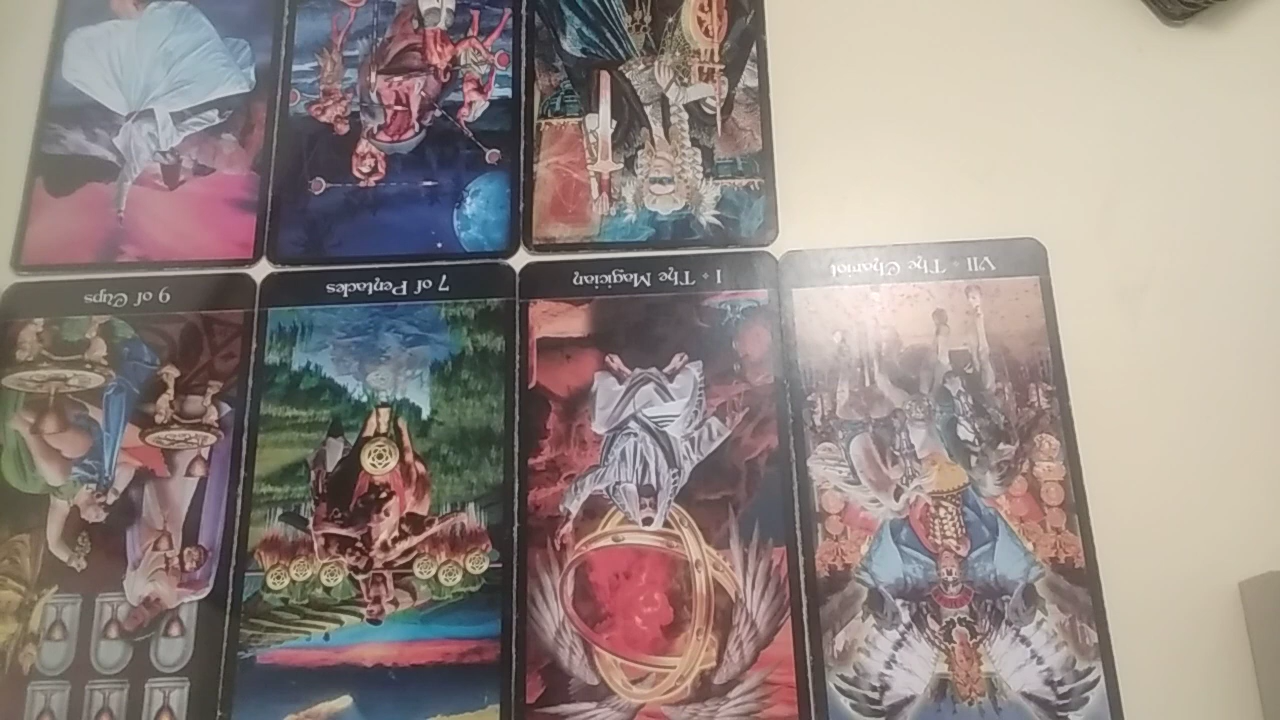 9 of Cups
7 of Pentacles
I ⬩ The Magician
VII ⬩ The Chariot